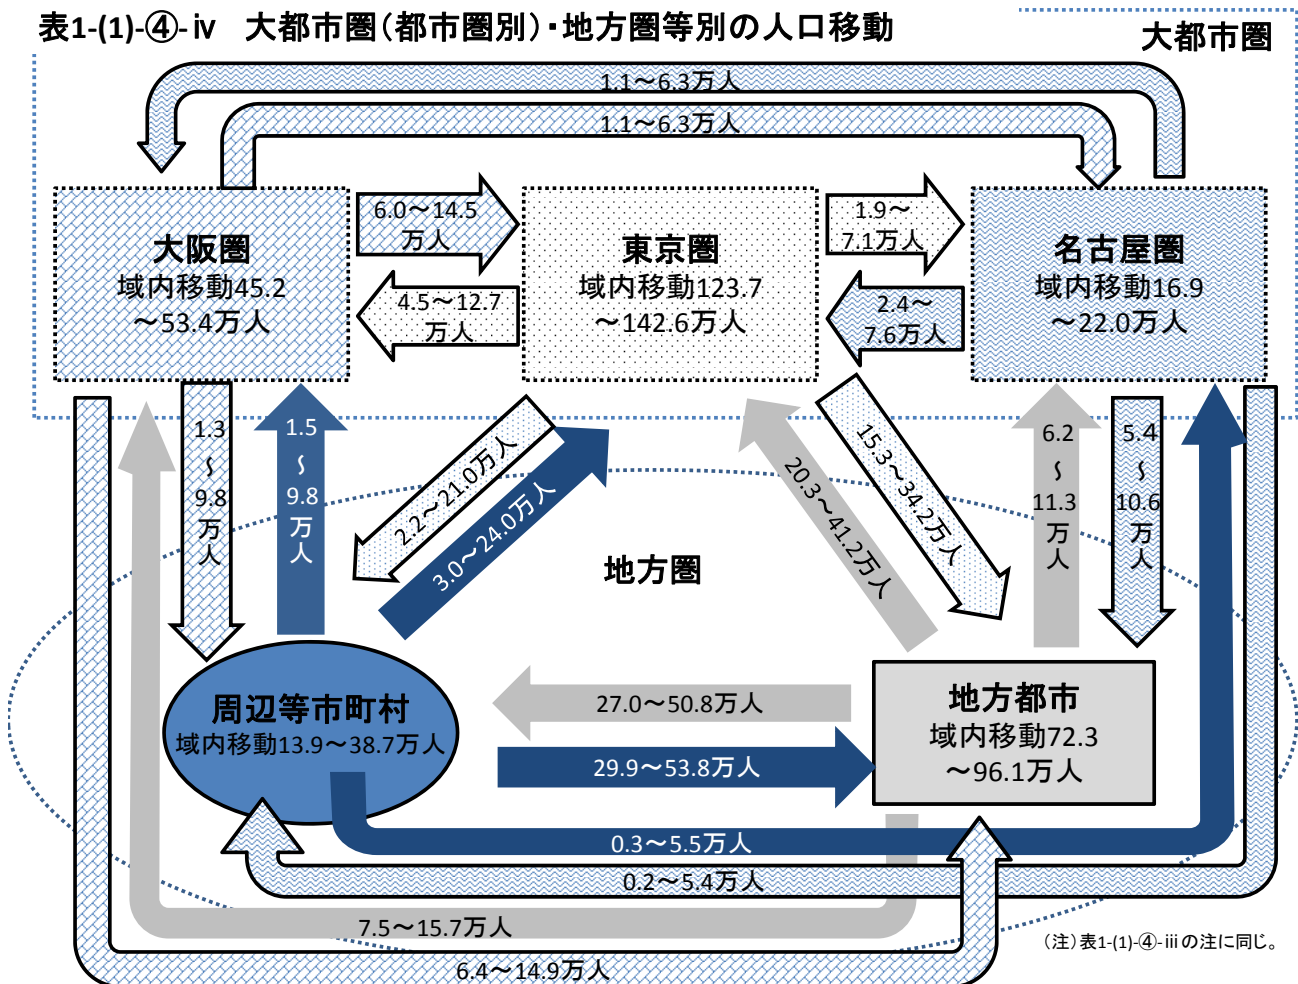 表1-(1)-④-ⅳ　大都市圏(都市圏別)・地方圏等別の人口移動
大都市圏
1.1～6.3万人
1.1～6.3万人
大阪圏
域内移動45.2
～53.4万人
6.0～14.5
万人
4.5～12.7
万人
東京圏
域内移動123.7
～142.6万人
1.9～
7.1万人
2.4～
7.6万人
名古屋圏
域内移動16.9
～22.0万人
1.3
～
9.8
万
人
1.5
～
9.8
万
人
2.2～21.0万人
3.0～24.0万人
20.3～41.2万人
15.3～34.2万人
6.2
～
11.3
万
人
5.4
～
10.6
万
人
地方圏
周辺等市町村
域内移動13.9～38.7万人
27.0～50.8万人
29.9～53.8万人
地方都市
域内移動72.3
～96.1万人
0.3～5.5万人
0.2～5.4万人
7.5～15.7万人
6.4～14.9万人
（注）表1-(1)-④-ⅲの注に同じ。